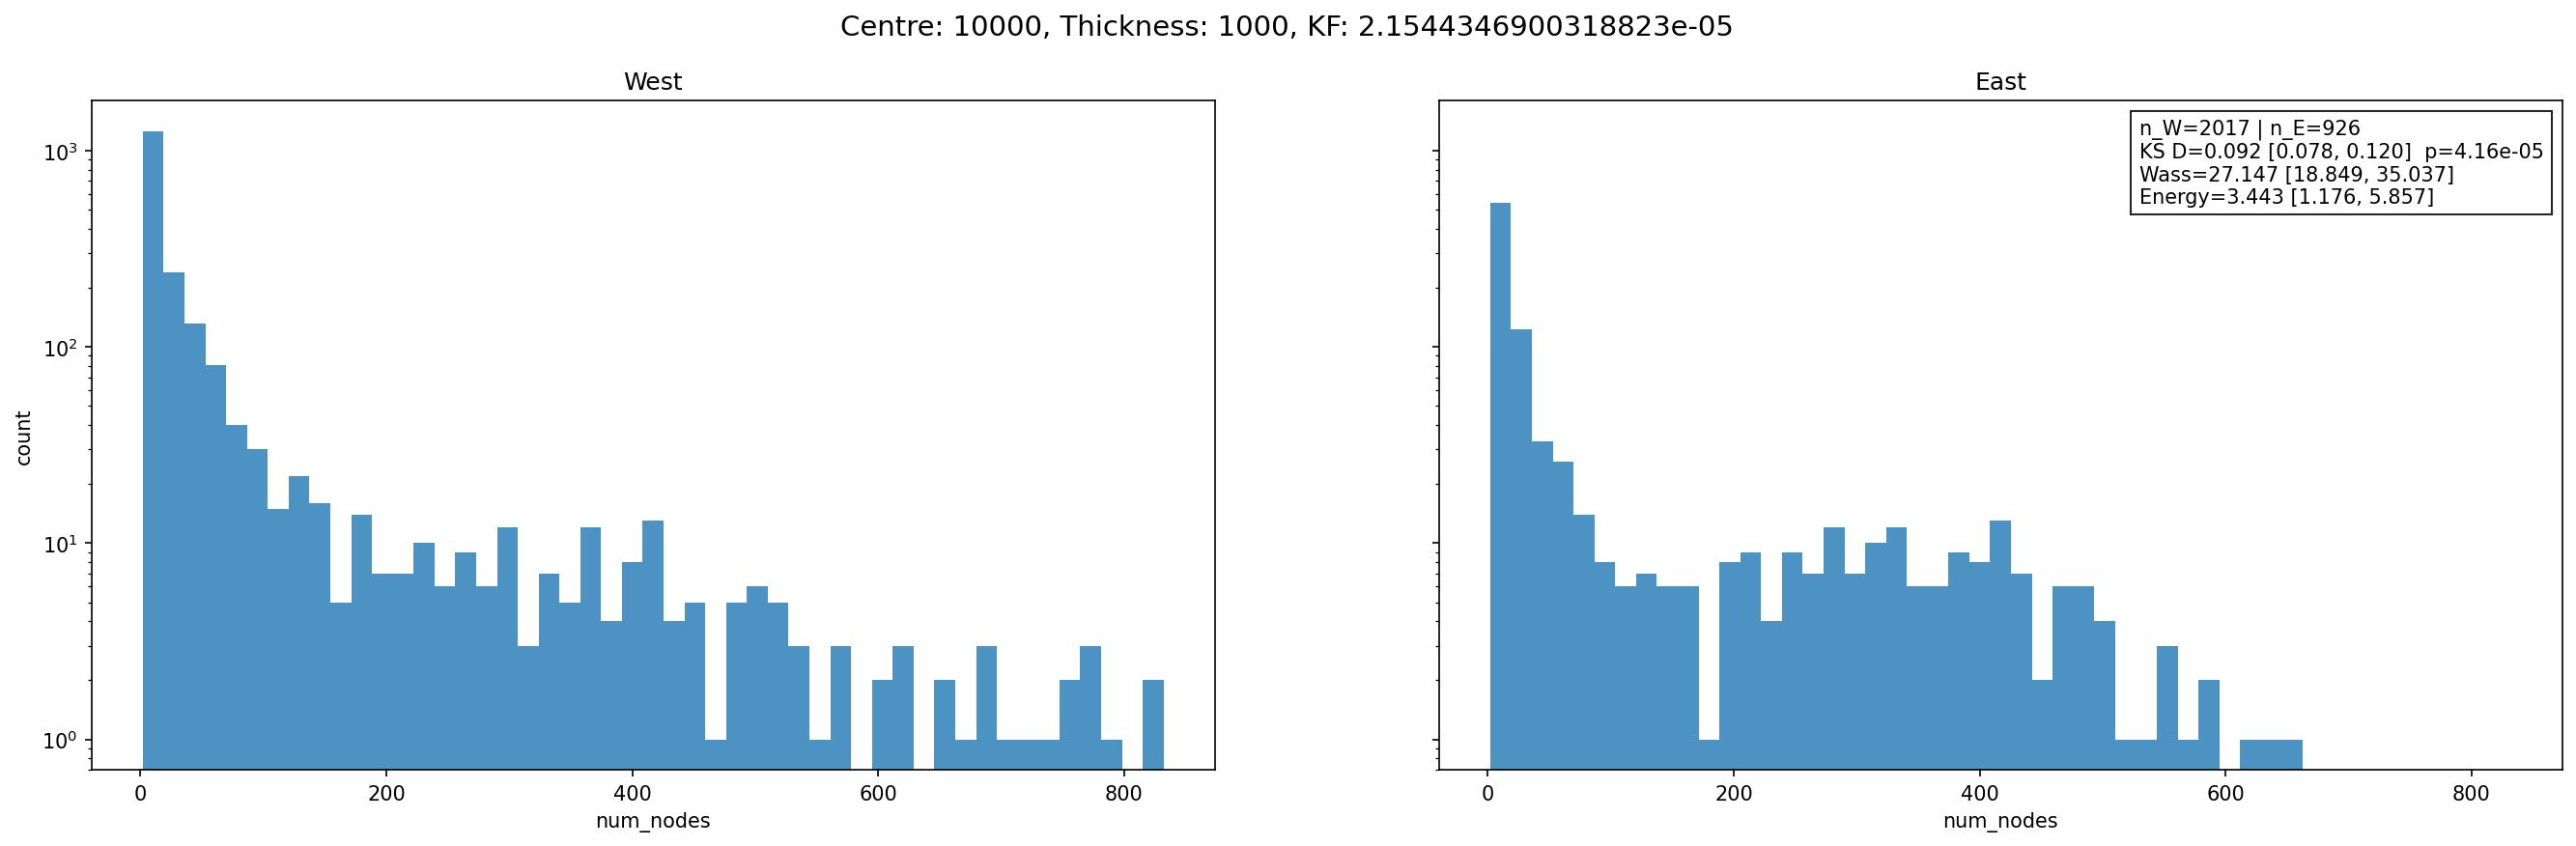 Centre: 10000, Thickness: 1000, KF: 2.1544346900318823e-05
West
count
10³
10²
10¹
10⁰
0 200 400 600 800
num_nodes
East
n_W=2017 | n_E=926
KS D=0.092 [0.078, 0.120]  p=4.16e-05
Wass=27.147 [18.849, 35.037]
Energy=3.443 [1.176, 5.857]
0 200 400 600 800
num_nodes